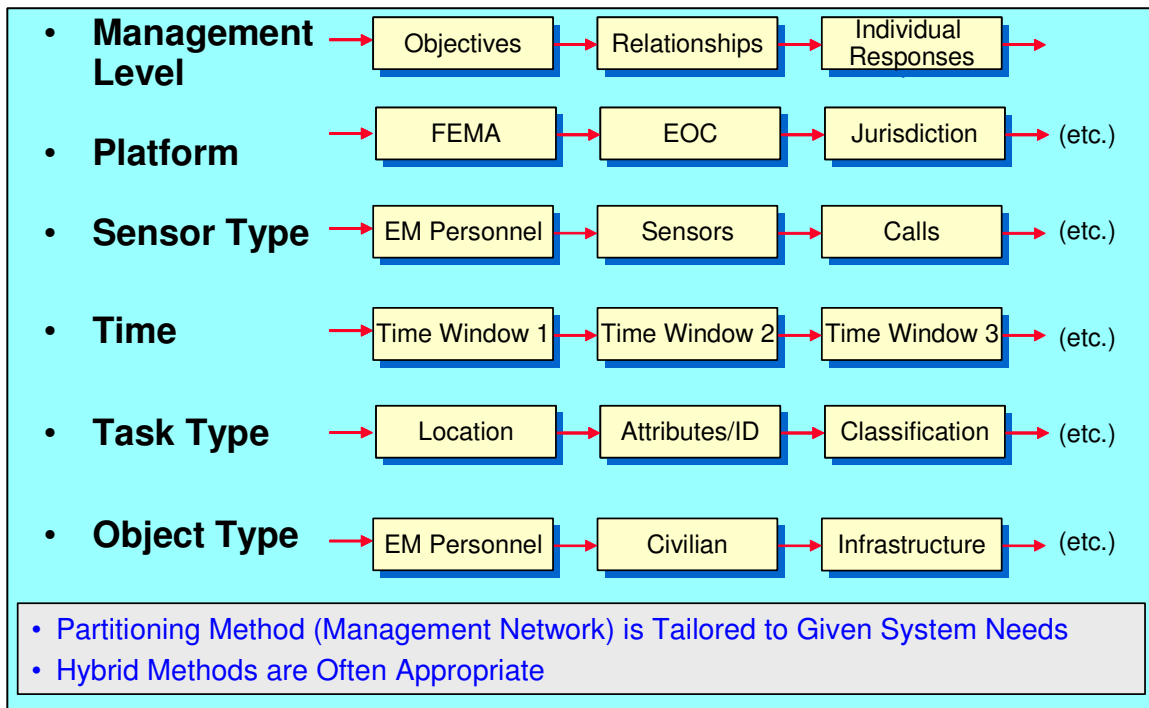 • Management
Level
Objectives
Relationships
Individual
Responses
• Platform
FEMA
EOC
Jurisdiction
(etc.)
• Sensor Type
EM Personnel
Sensors
Calls
(etc.)
• Time
Time Window 1
Time Window 2
Time Window 3
(etc.)
• Task Type
Location
Attributes/ID
Classification
(etc.)
• Object Type
EM Personnel
Civilian
Infrastructure
(etc.)
• Partitioning Method (Management Network) is Tailored to Given System Needs
• Hybrid Methods are Often Appropriate